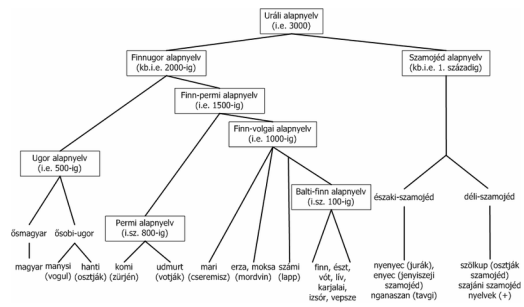 Uráli alapnyelv
(i.e. 3000)
Finnugor alapnyelv
(kb.i.e. 2000-ig)
Szamojéd alapnyelv
(kb.i.e. 1. századig)
Finn-permi alapnyelv
(i.e. 1500-ig)
Finn-volgai alapnyelv
(i.e. 1000-ig)
Ugor alapnyelv
(i.e. 500-ig)
Balti-finn alapnyelv
(i.sz. 100-ig)
északi-szamojéd
déli-szamojéd
Permi alapnyelv
(i.sz. 800-ig)
ősmagyar
ősobi-ugor
magyar
manysi
(vogul)
hanti
(osztják)
komi
(zürjén)
udmurt
(votják)
mari
(cseremisz)
erza, moksa
(mordvin)
számi
(lapp)
finn, észt,
vót, lív,
karjalai,
izsór, vepsze
nyenyec (jurák),
enyec (jenyiszeji
szamojéd)
nganaszan (tavgi)
szölkup (osztják
szamojéd)
szajáni szamojéd
nyelvek (+)